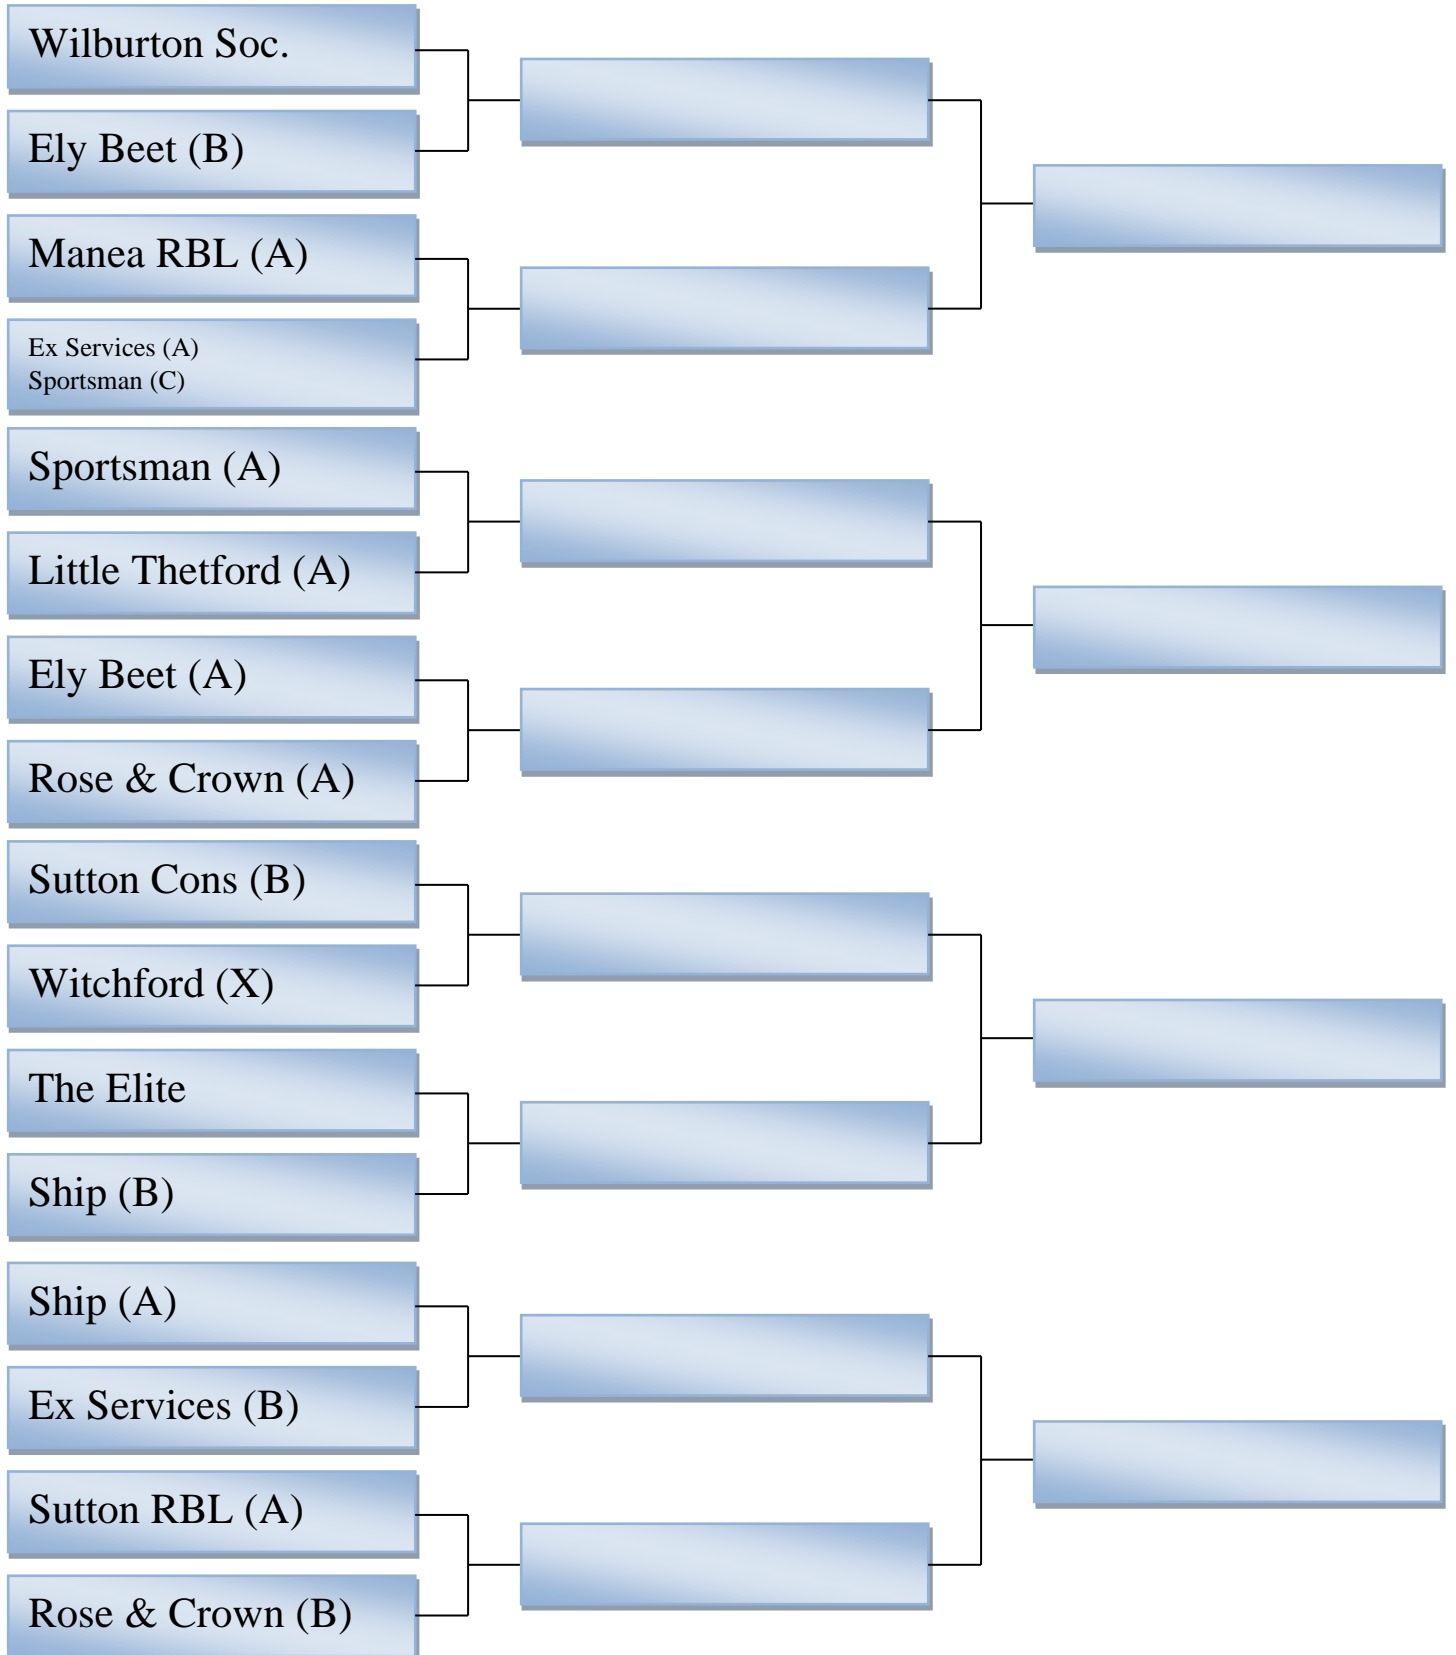 Wilburton Soc.
Ely Beet (B)
Manea RBL (A)
Ex Services (A)
Sportsman (C)
Sportsman (A)
Little Thetford (A)
Ely Beet (A)
Rose & Crown (A)
Sutton Cons (B)
Witchford (X)
The Elite
Ship (B)
Ship (A)
Ex Services (B)
Sutton RBL (A)
Rose & Crown (B)